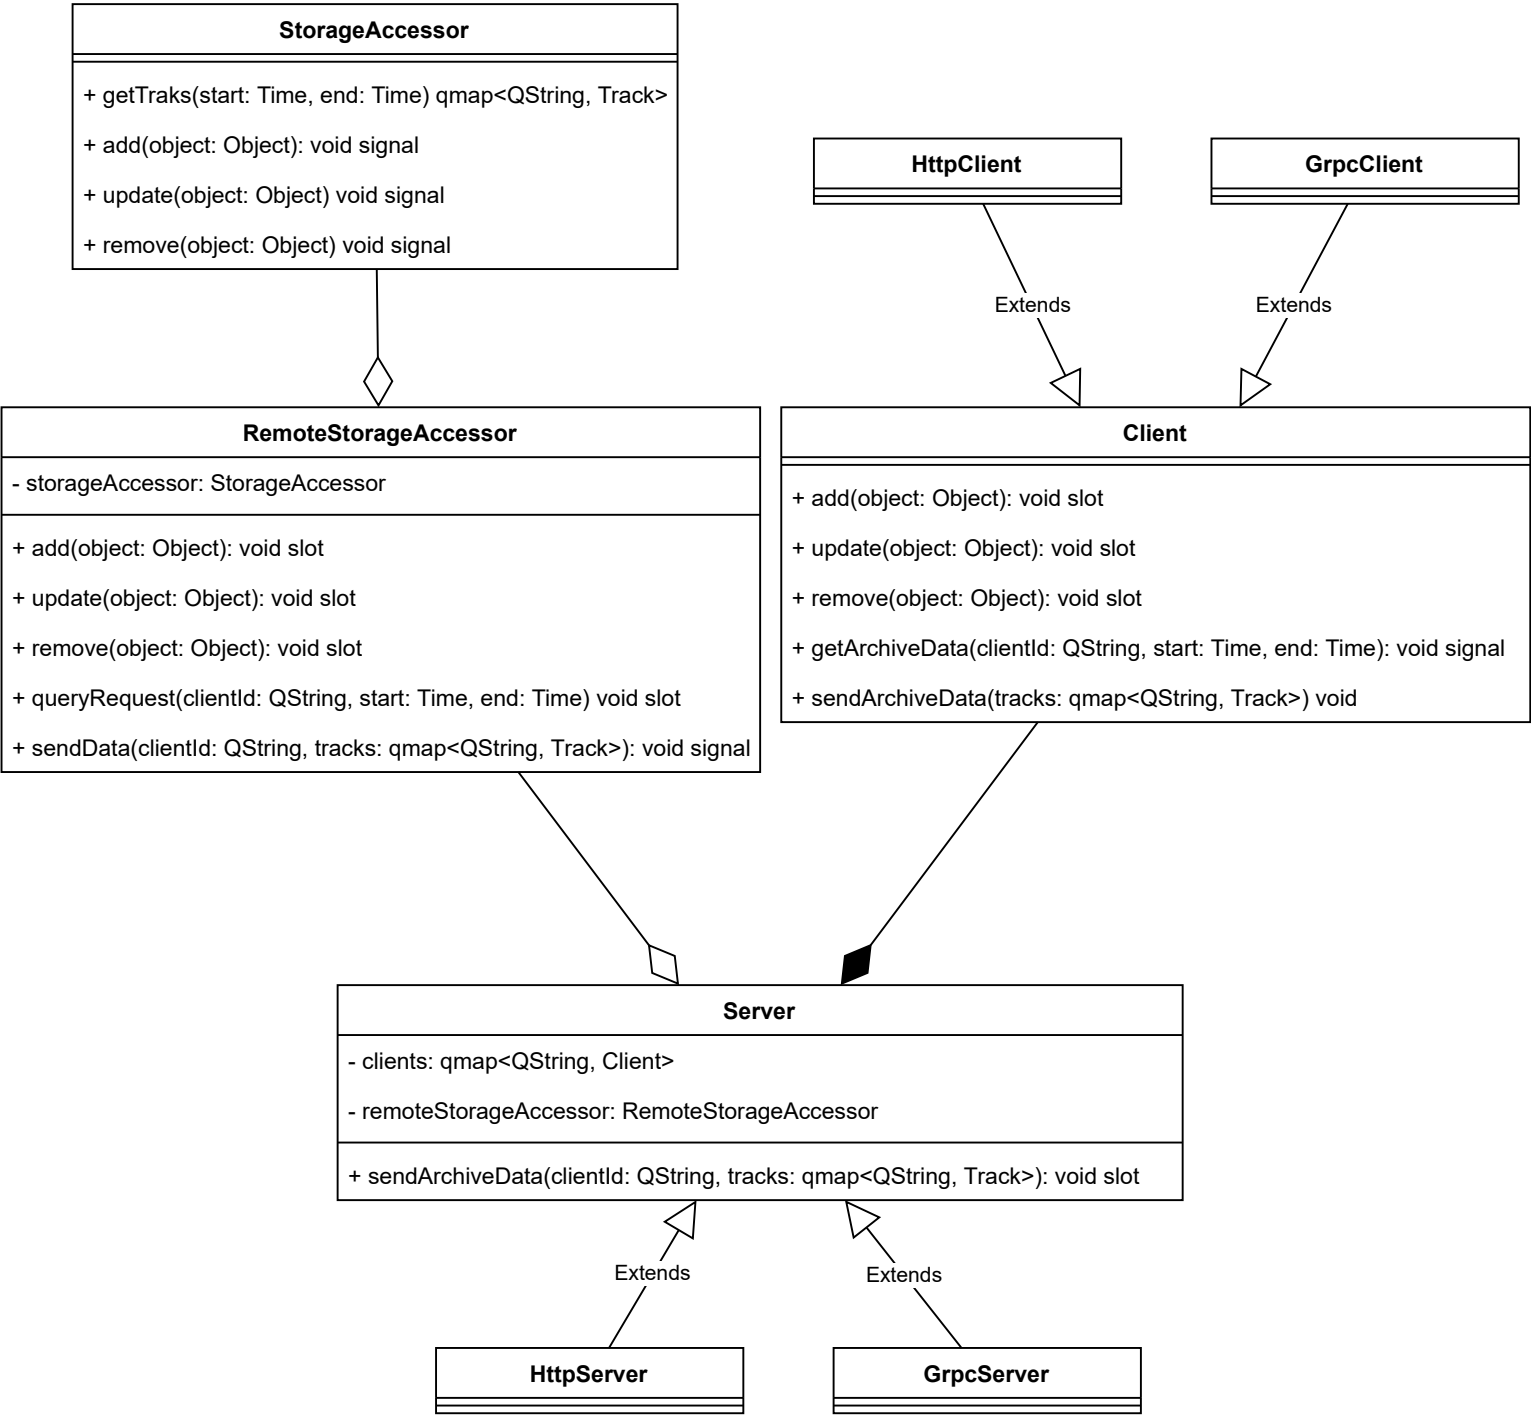 StorageAccessor
+ getTraks(start: Time, end: Time) qmap<QString, Track>
+ add(object: Object): void signal
+ update(object: Object) void signal
+ remove(object: Object) void signal
HttpClient
GrpcClient
Extends
Extends
RemoteStorageAccessor
- storageAccessor: StorageAccessor
+ add(object: Object): void slot
+ update(object: Object): void slot
+ remove(object: Object): void slot
+ queryRequest(clientId: QString, start: Time, end: Time) void slot
+ sendData(clientId: QString, tracks: qmap<QString, Track>): void signal
Client
+ add(object: Object): void slot
+ update(object: Object): void slot
+ remove(object: Object): void slot
+ getArchiveData(clientId: QString, start: Time, end: Time): void signal
+ sendArchiveData(tracks: qmap<QString, Track>) void
Server
- clients: qmap<QString, Client>
- remoteStorageAccessor: RemoteStorageAccessor
+ sendArchiveData(clientId: QString, tracks: qmap<QString, Track>): void slot
Extends
Extends
HttpServer
GrpcServer